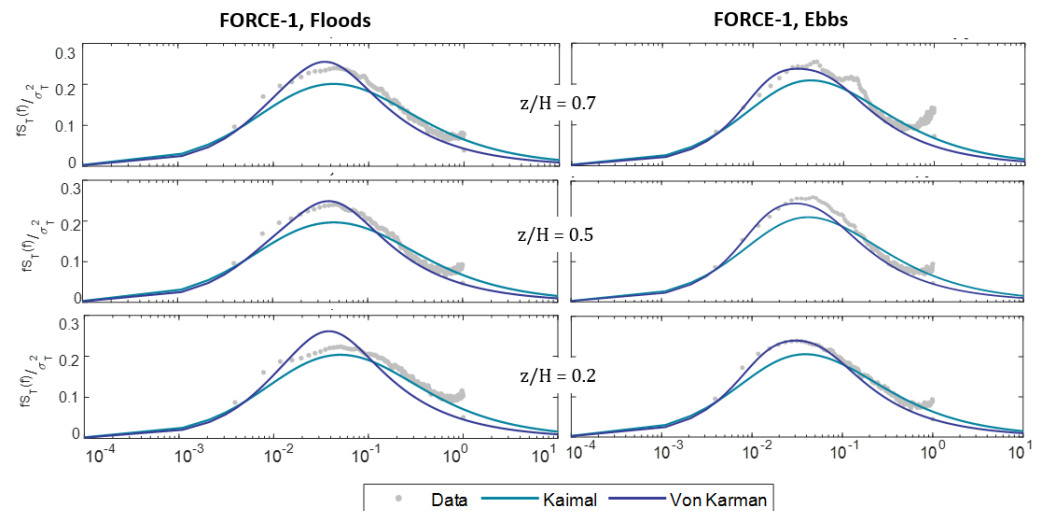 FORCE-1, Floods
FORCE-1, Ebbs
0.3
0.2
0.1
0
fS_T(f)/σ_T^2
z/H = 0.7
0.3
0.2
0.1
0
fS_T(f)/σ_T^2
z/H = 0.5
0.3
0.2
0.1
0
fS_T(f)/σ_T^2
z/H = 0.2
10^-4 10^-3 10^-2 10^-1 10^0 10^1
10^-4 10^-3 10^-2 10^-1 10^0 10^1
Data Kaimal Von Karman